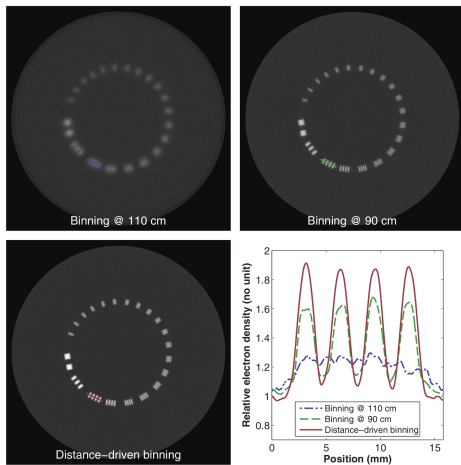 Binning @ 110 cm
Binning @ 90 cm
Distance–driven binning
Relative electron density (no unit)
2
1.8
1.6
1.4
1.2
1
0.8
Binning @ 110 cm
Binning @ 90 cm
Distance–driven binning
0 5 10 15
Position (mm)